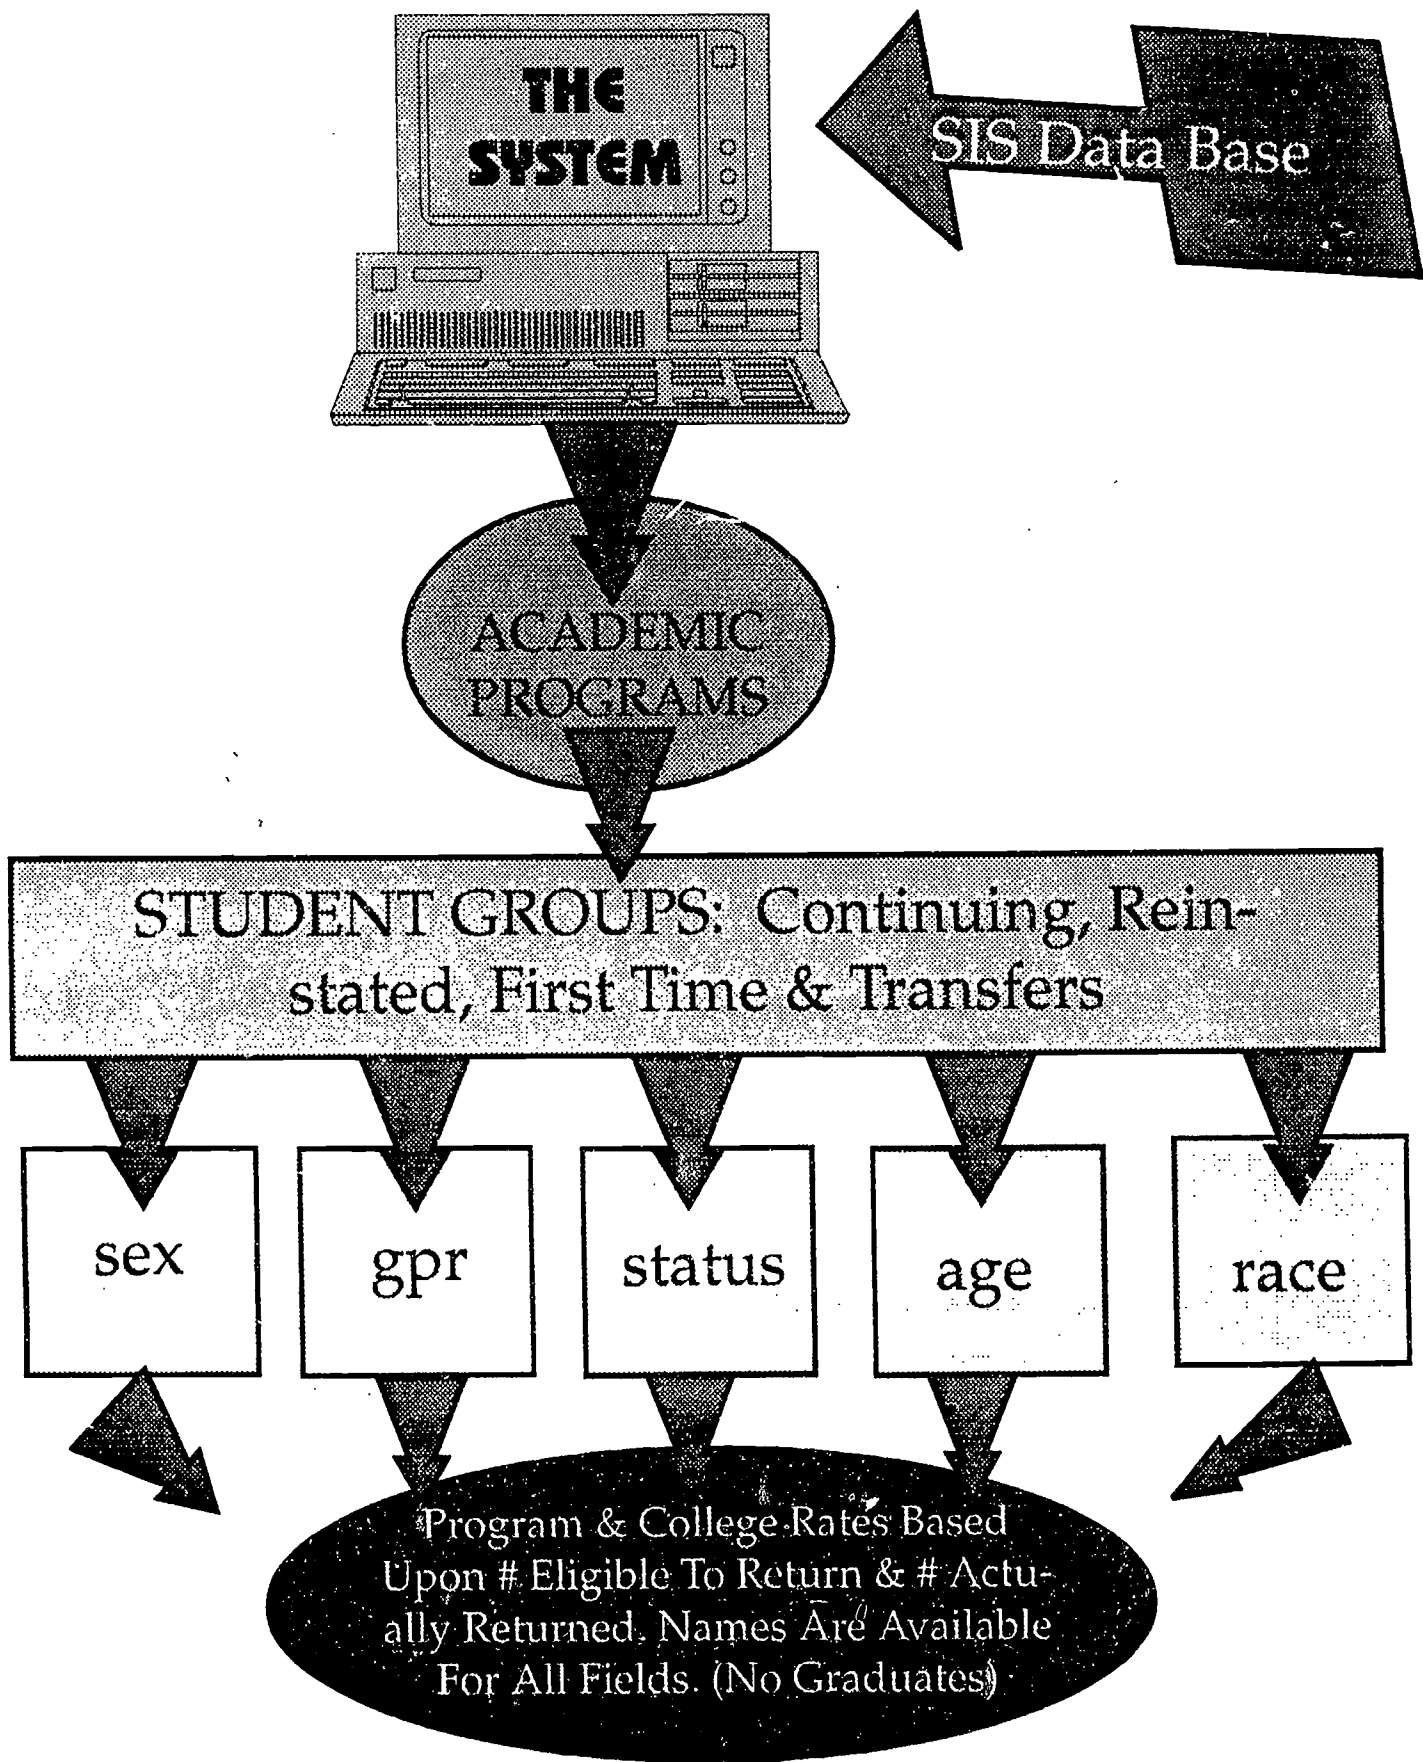 THE
SYSTEM
SIS Data Base
ACADEMIC
PROGRAMS
STUDENT GROUPS: Continuing, Rein-
stated, First Time & Transfers
sex
gpr
status
age
race
Program & College Rates Based
Upon # Eligible To Return & # Actu-
ally Returned. Names Are Available
For All Fields. (No Graduates)